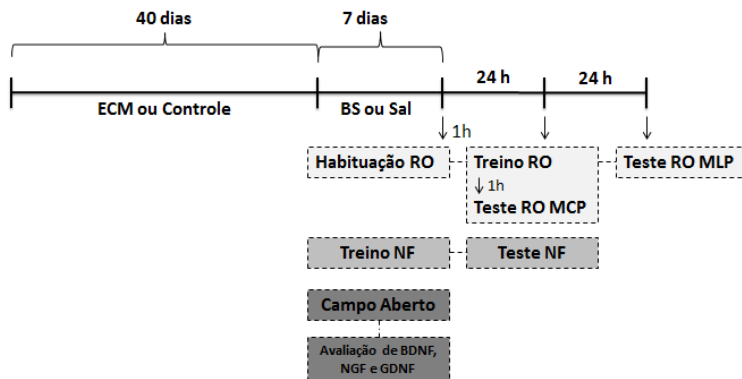 40 dias
7 dias
24 h
24 h
ECM ou Controle
BS ou Sal
1h
Habituação RO
Treino RO
1h
Teste RO MCP
Teste RO MLP
Treino NF
Teste NF
Campo Aberto
Avaliação de BDNF,
NGF e GDNF